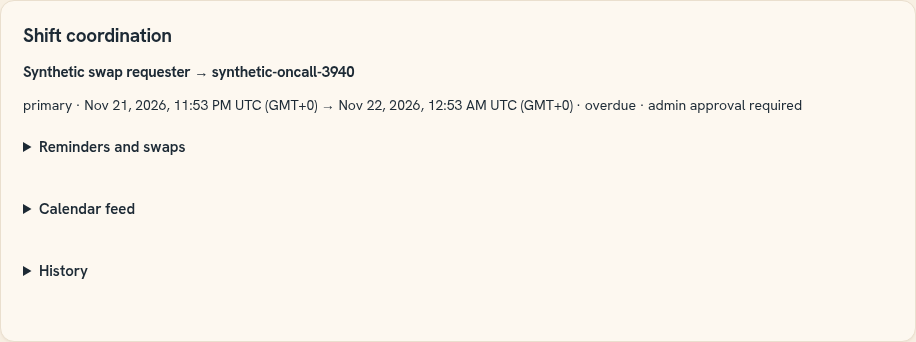 Shift coordination
Synthetic swap requester → synthetic-oncall-3940
primary · Nov 21, 2026, 11:53 PM UTC (GMT+0) → Nov 22, 2026, 12:53 AM UTC (GMT+0) · overdue · admin approval required
▶ Reminders and swaps
▶ Calendar feed
▶ History